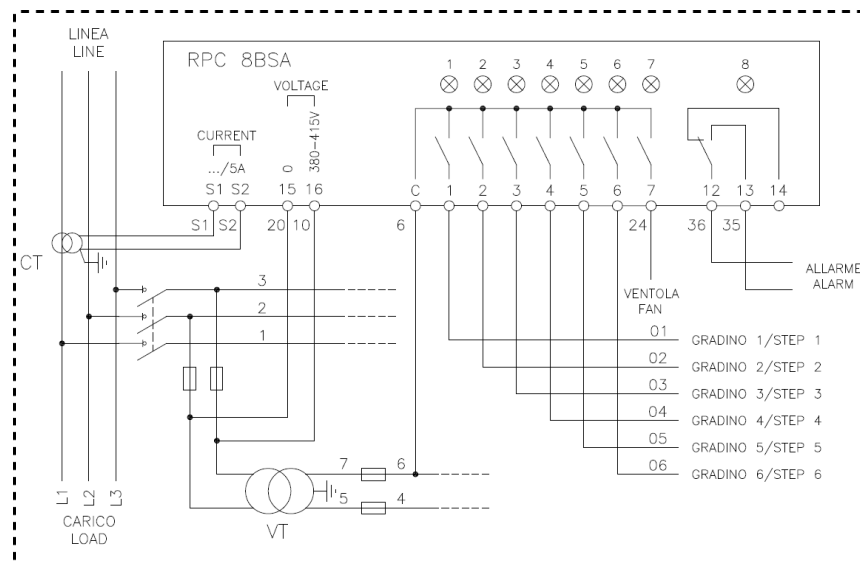 LINEA
LINE
RPC 8BSA
1 2 3 4 5 6 7 8
VOLTAGE
CURRENT
.../5A
0
380-415V
S1 S2 15 16 C 1 2 3 4 5 6 7 12 13 14
S1 S2 20 10 6 24 36 35
CT
ALLARME
ALARM
3
2
1
VENTOLA
FAN
01 GRADINO 1/STEP 1
02 GRADINO 2/STEP 2
03 GRADINO 3/STEP 3
04 GRADINO 4/STEP 4
05 GRADINO 5/STEP 5
06 GRADINO 6/STEP 6
7 6
5 4
L1 L2 L3
CARICO
LOAD
VT